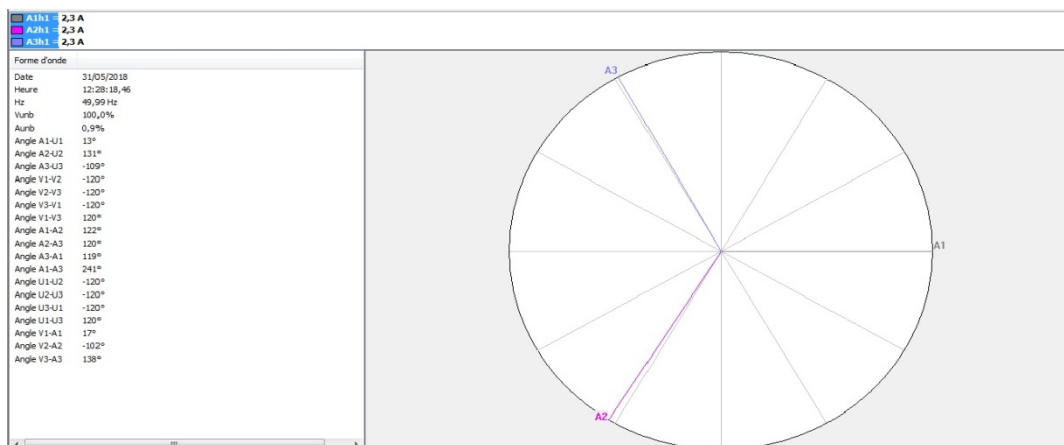 A1h1 = 2,3 A
A2h1 = 2,3 A
A3h1 = 2,3 A
Forme d'onde
Date 31/05/2018
Heure 12:28:18,46
Hz 49,99 Hz
Vunb 100,0%
Aunb 0,9%
Angle A1-U1 13°
Angle A2-U2 131°
Angle A3-U3 -109°
Angle V1-V2 -120°
Angle V2-V3 -120°
Angle V3-V1 -120°
Angle V1-V3 120°
Angle A1-A2 122°
Angle A2-A3 120°
Angle A3-A1 119°
Angle A1-A3 241°
Angle U1-U2 -120°
Angle U2-U3 -120°
Angle U3-U1 -120°
Angle U1-U3 120°
Angle V1-A1 17°
Angle V2-A2 -102°
Angle V3-A3 138°
A3
A1
A2